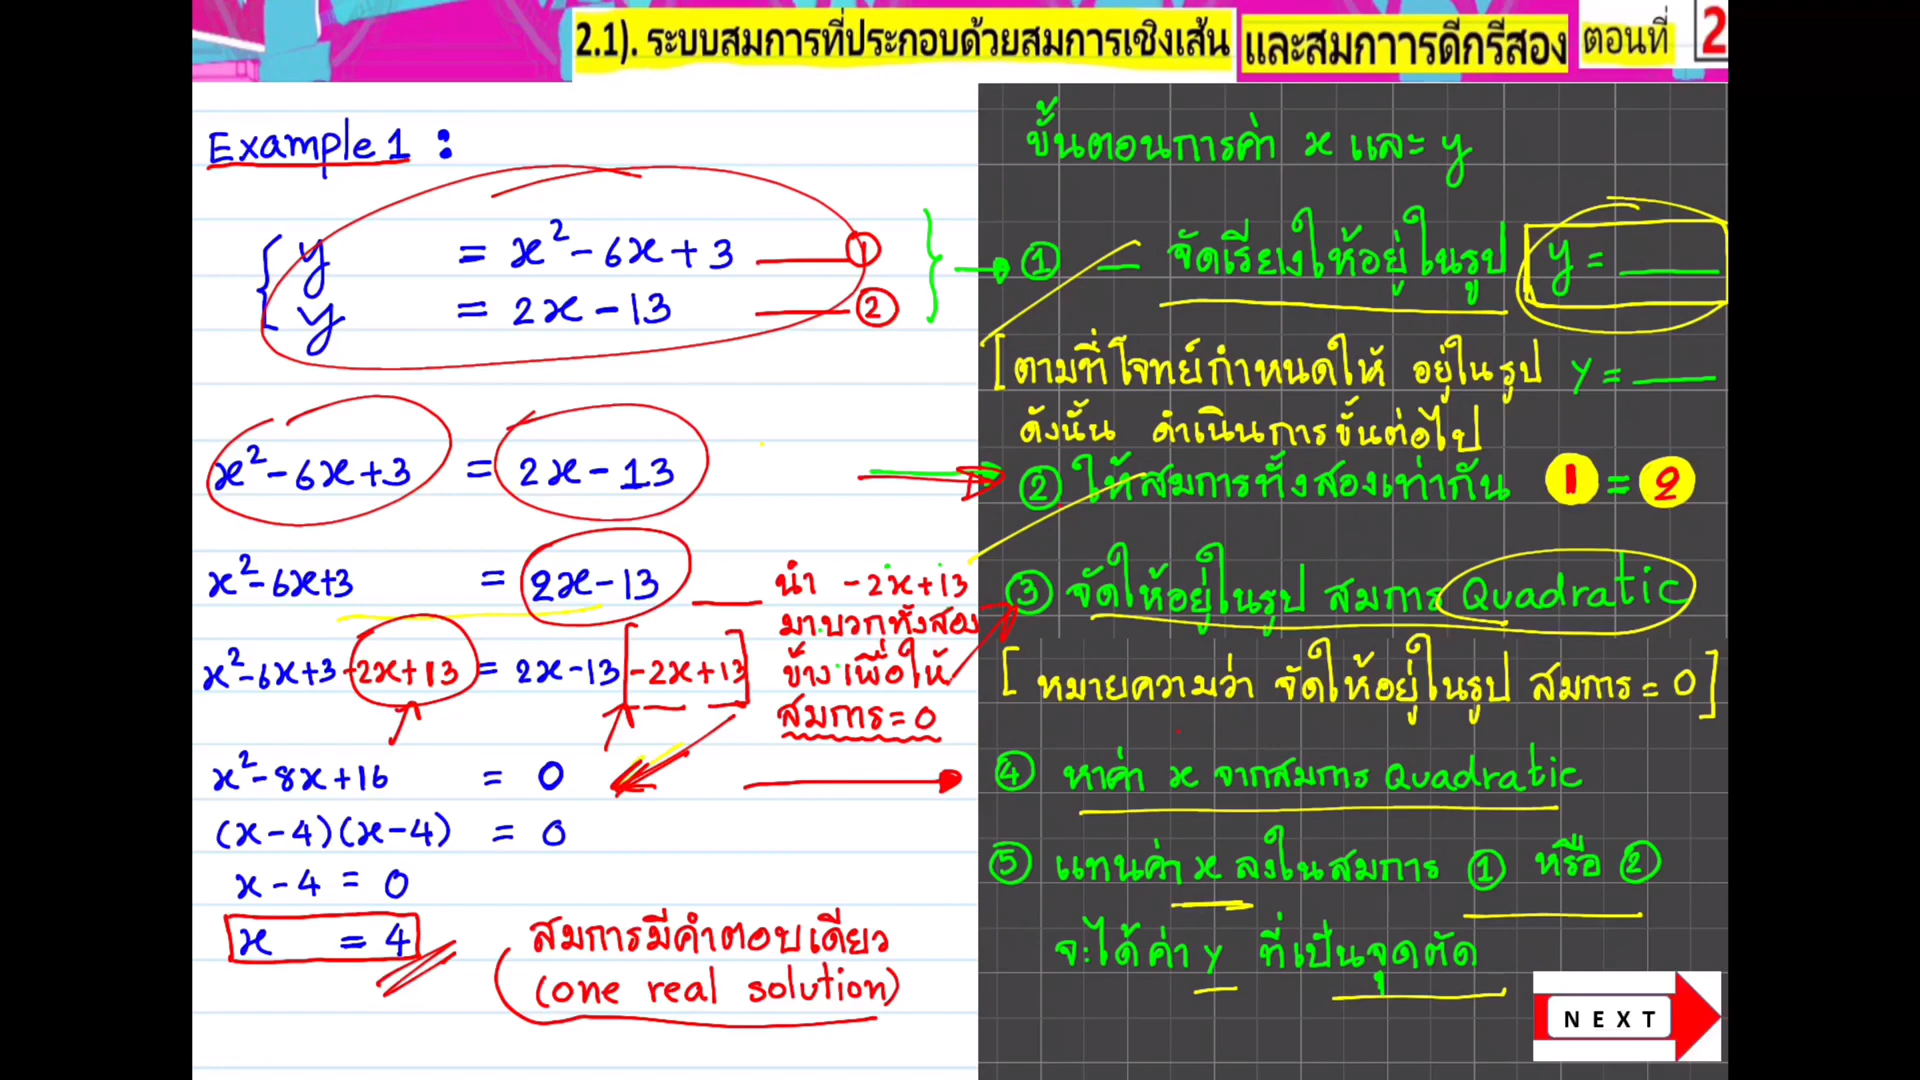 2.1). ระบบสมการที่ประกอบด้วยสมการเชิงเส้น และสมกาารดีกรีสอง ตอนที่ 2
Example 1 :
y = x² - 6x + 3 ①
y = 2x - 13 ②
x² - 6x + 3 = 2x - 13
x² - 6x + 3 = 2x - 13
นำ -2x + 13
มาบวกทั้งสอง
ข้าง เพื่อให้
สมการ = 0
x² - 6x + 3 - 2x + 13 = 2x - 13 [-2x + 13]
x² - 8x + 16 = 0
(x - 4)(x - 4) = 0
x - 4 = 0
x = 4
สมการมีคำตอบเดียว
(one real solution)
ขั้นตอนการค่า x และ y
① จัดเรียงให้อยู่ในรูป y = ____
[ตามที่โจทย์กำหนดให้ อยู่ในรูป y = ____
ดังนั้น ดำเนินการขั้นต่อไป
② ให้สมการทั้งสองเท่ากัน 1 = 2
③ จัดให้อยู่ในรูป สมการ Quadratic
[หมายความว่า จัดให้อยู่ในรูป สมการ = 0]
④ หาค่า x จากสมการ Quadratic
⑤ แทนค่า x ลงในสมการ ① หรือ ②
จะได้ค่า y ที่เป็นจุดตัด
NEXT